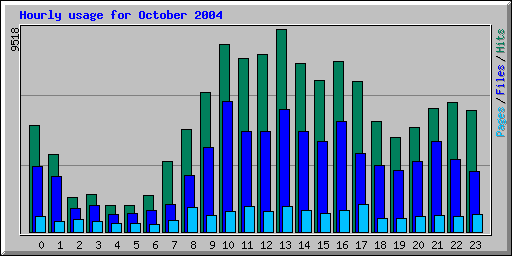 Hourly usage for October 2004
9518
Pages/Files/Hits
0 1 2 3 4 5 6 7 8 9 10 11 12 13 14 15 16 17 18 19 20 21 22 23